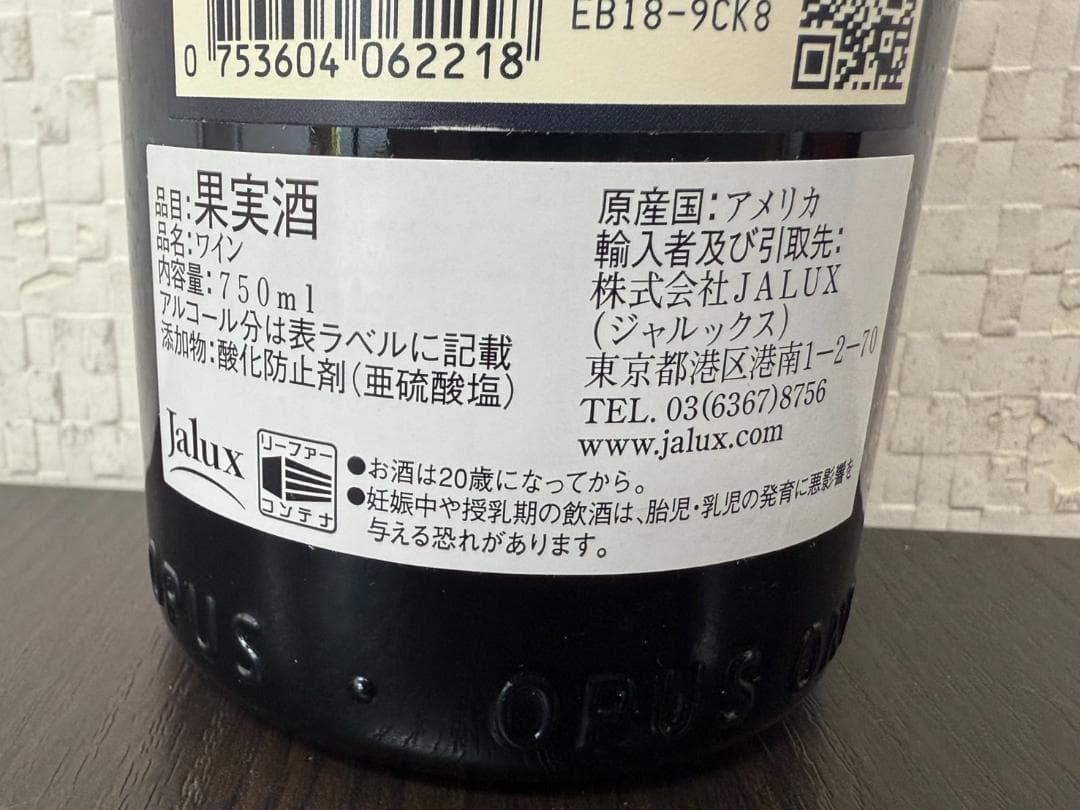 EB18-9CK8
0 753604 062218
品目:果実酒
品名:ワイン
内容量:750ml
アルコール分は表ラベルに記載
添加物:酸化防止剤(亜硫酸塩)
原産国:アメリカ
輸入者及び引取先:
株式会社JALUX
(ジャルックス)
東京都港区港南1-2-70
TEL. 03(6367)8756
www.jalux.com
Jalux
リーファー
コンテナ
●お酒は20歳になってから。
●妊娠中や授乳期の飲酒は、胎児・乳児の発育に悪影響を
与える恐れがあります。
OPUS · OPUS ONE